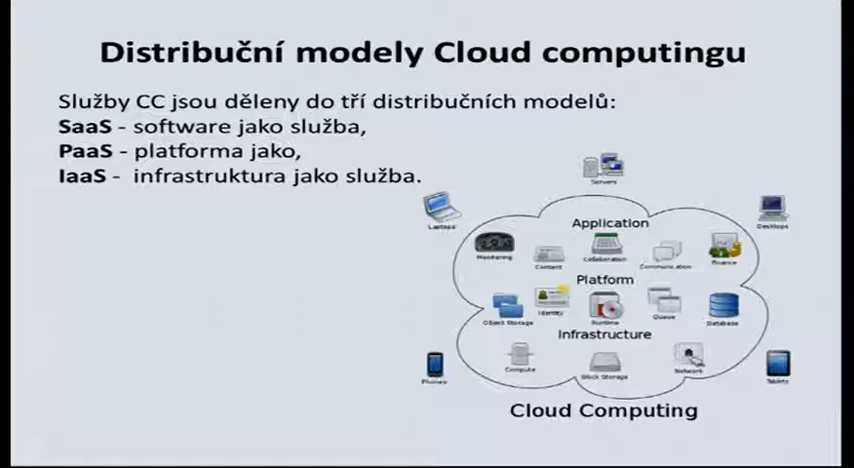 Distribuční modely Cloud computingu
Služby CC jsou děleny do tří distribučních modelů:
SaaS - software jako služba,
PaaS - platforma jako,
IaaS - infrastruktura jako služba.
Servers
Laptops
Desktops
Application
Monitoring
Content
Collaboration
Communication
Finance
Platform
Object Storage
Identity
Runtime
Queue
Database
Infrastructure
Compute
Block Storage
Network
Phones
Tablets
Cloud Computing